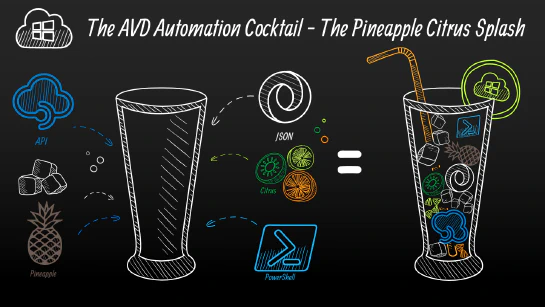 The AVD Automation Cocktail - The Pineapple Citrus Splash
API
JSON
Citrus
Pineapple
PowerShell